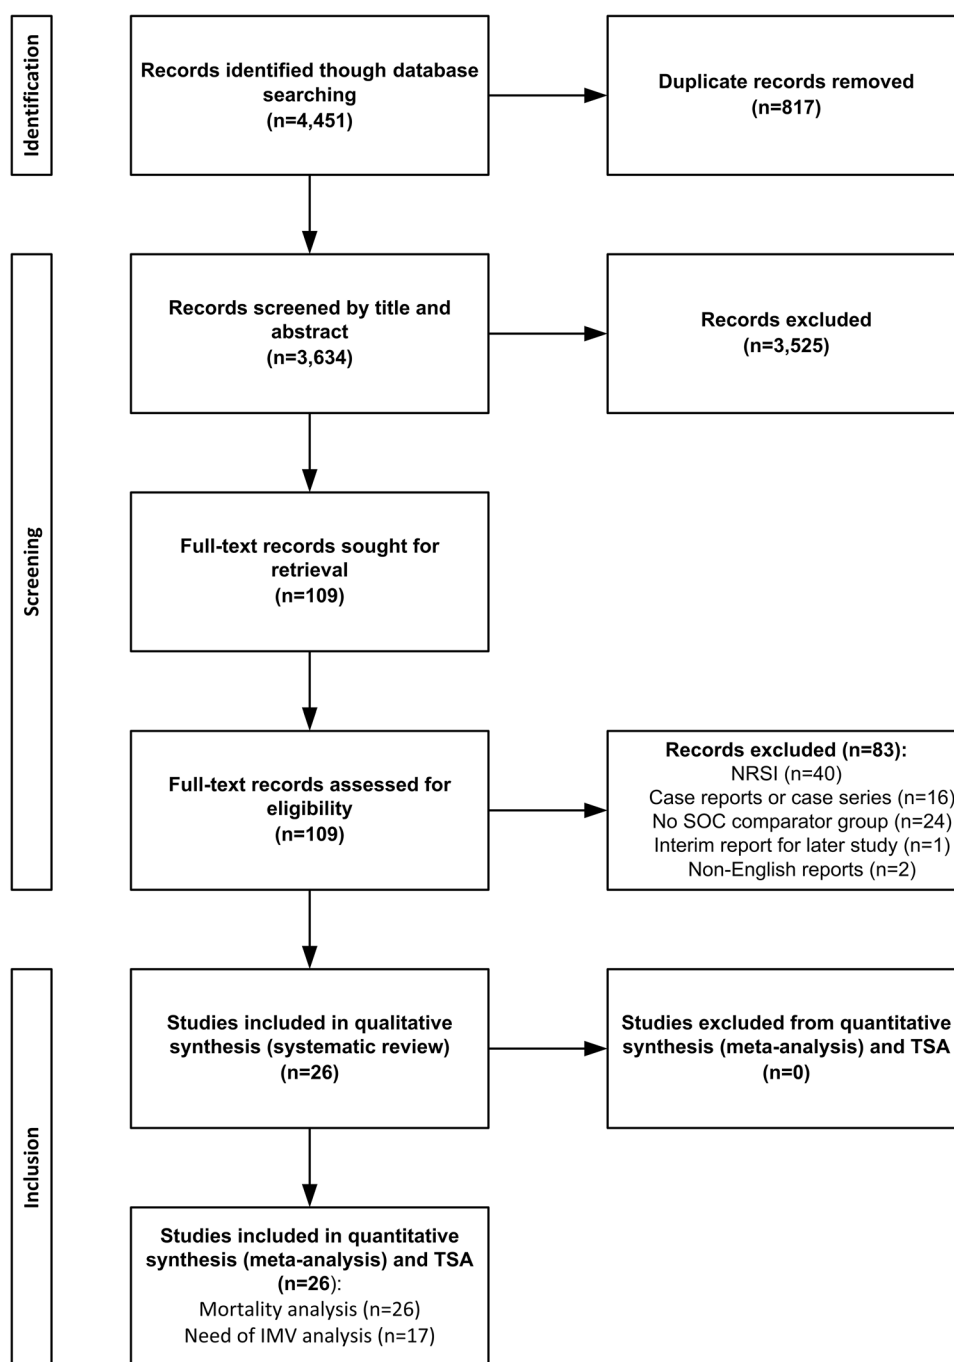 Identification
Records identified though database
searching
(n=4,451)
Duplicate records removed
(n=817)
Screening
Records screened by title and
abstract
(n=3,634)
Records excluded
(n=3,525)
Full-text records sought for
retrieval
(n=109)
Full-text records assessed for
eligibility
(n=109)
Records excluded (n=83):
NRSI (n=40)
Case reports or case series (n=16)
No SOC comparator group (n=24)
Interim report for later study (n=1)
Non-English reports (n=2)
Inclusion
Studies included in qualitative
synthesis (systematic review)
(n=26)
Studies excluded from quantitative
synthesis (meta-analysis) and TSA
(n=0)
Studies included in quantitative
synthesis (meta-analysis) and TSA
(n=26):
Mortality analysis (n=26)
Need of IMV analysis (n=17)